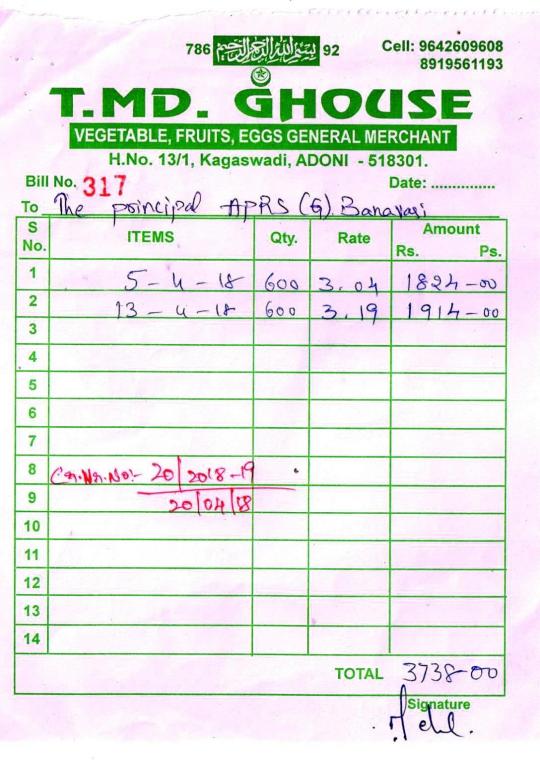 786 بسم الله الرحمن الرحيم 92
Cell: 9642609608
8919561193
T.MD. GHOUSE
VEGETABLE, FRUITS, EGGS GENERAL MERCHANT
H.No. 13/1, Kagaswadi, ADONI - 518301.
Bill No. 317 Date: ...............
To The principal APRS (G). Banavasi
S No. ITEMS Qty. Rate Amount
Rs. Ps.
1 5-4-18 600 3.04 1824-00
2 13-4-18 600 3.19 1914-00
3
4
5
6
7
8 No:- 20/2018-19
9 20/04/18
10
11
12
13
14
TOTAL 3738-00
Signature